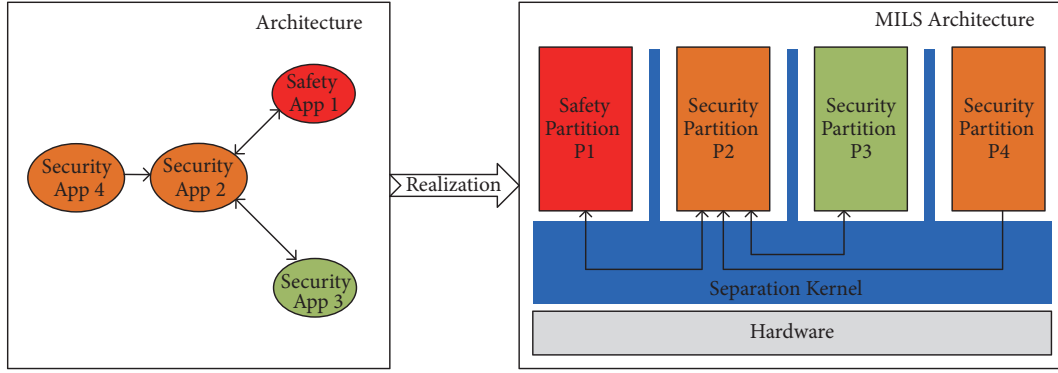 Architecture
Safety
App 1
Security
App 4
Security
App 2
Security
App 3
Realization
MILS Architecture
Safety
Partition
P1
Security
Partition
P2
Security
Partition
P3
Security
Partition
P4
Separation Kernel
Hardware